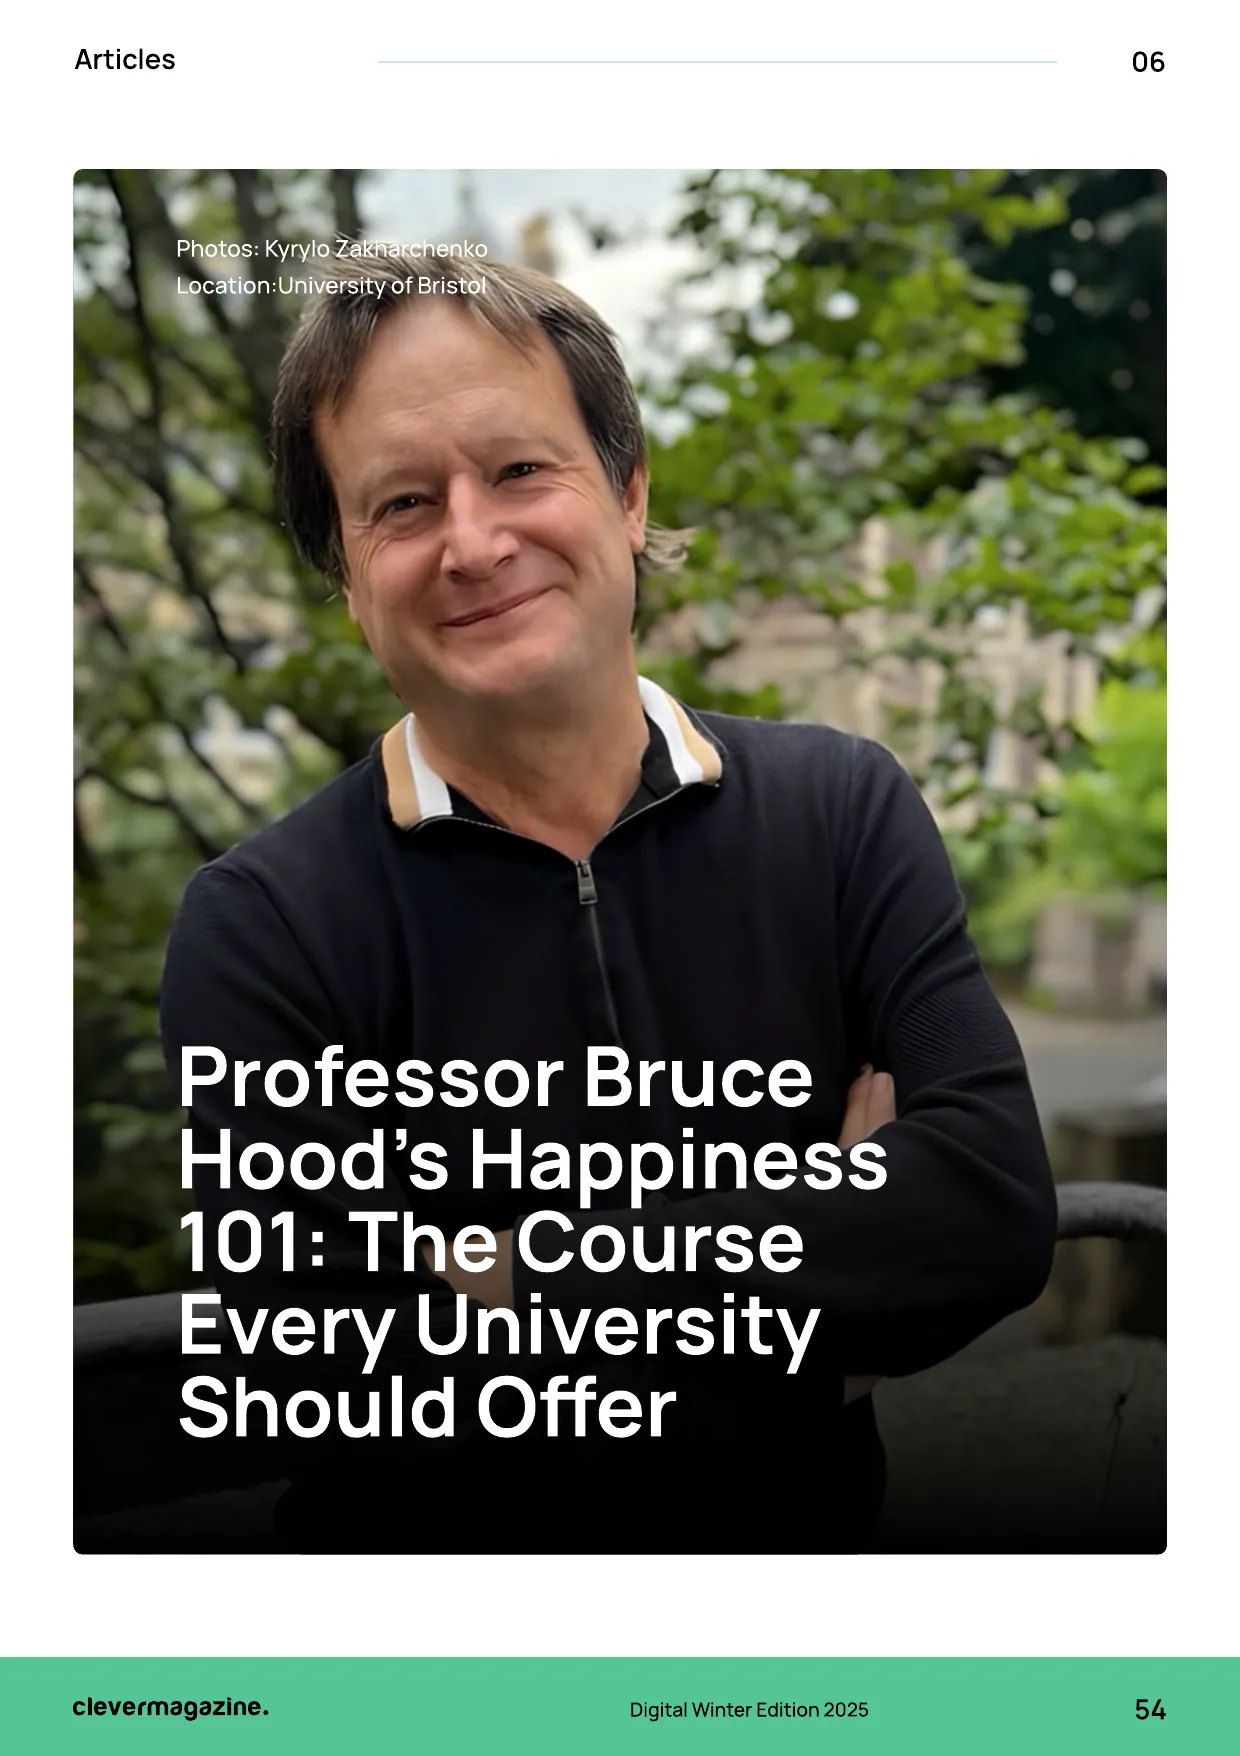 Articles
06
Photos: Kyrylo Zakharchenko
Location:University of Bristol
Professor Bruce
Hood’s Happiness
101: The Course
Every University
Should Offer
clevermagazine.
Digital Winter Edition 2025
54